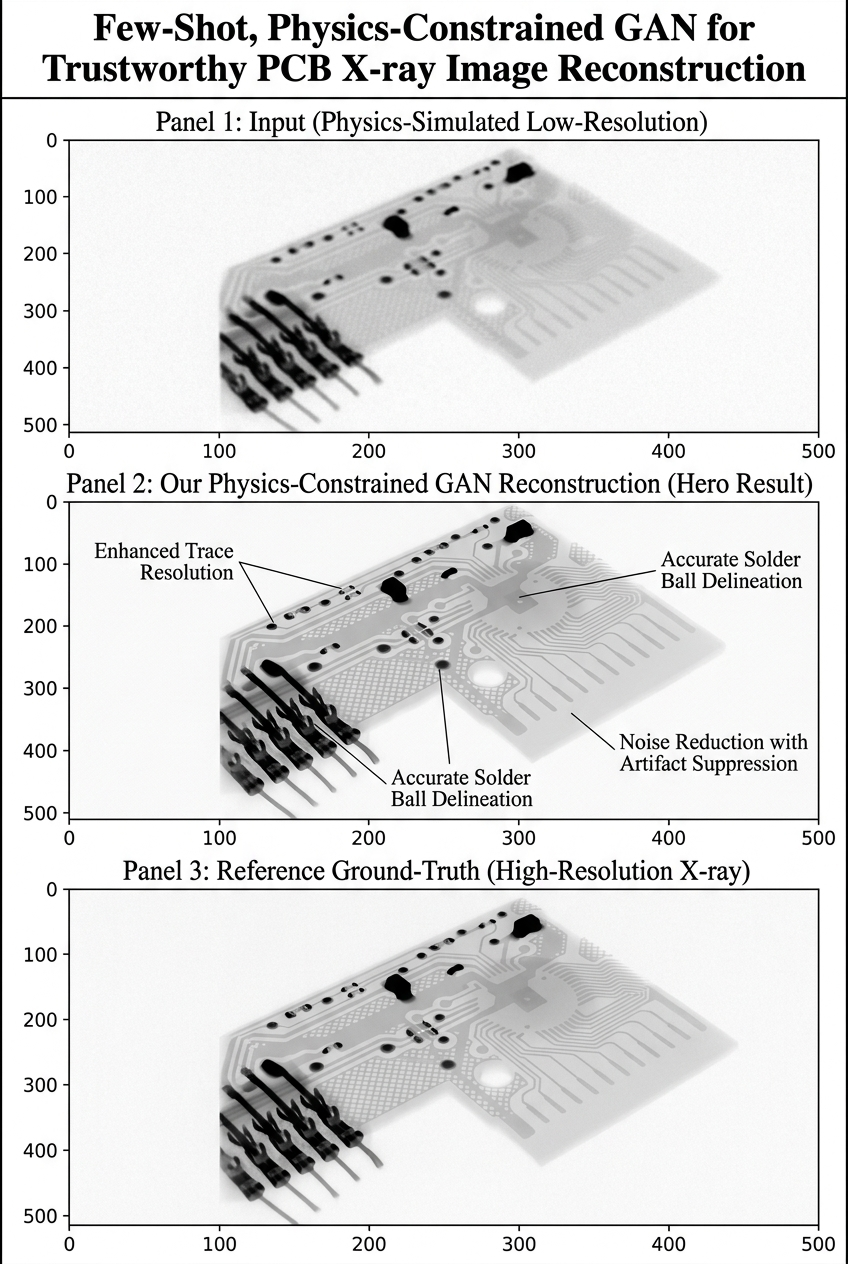 Few-Shot, Physics-Constrained GAN for
Trustworthy PCB X-ray Image Reconstruction
Panel 1: Input (Physics-Simulated Low-Resolution)
0
100
200
300
400
500
0 100 200 300 400 500
Panel 2: Our Physics-Constrained GAN Reconstruction (Hero Result)
0
100
200
300
400
500
Enhanced Trace
Resolution
Accurate Solder
Ball Delineation
Noise Reduction with
Artifact Suppression
Accurate Solder
Ball Delineation
0 100 200 300 400 500
Panel 3: Reference Ground-Truth (High-Resolution X-ray)
0
100
200
300
400
500
0 100 200 300 400 500